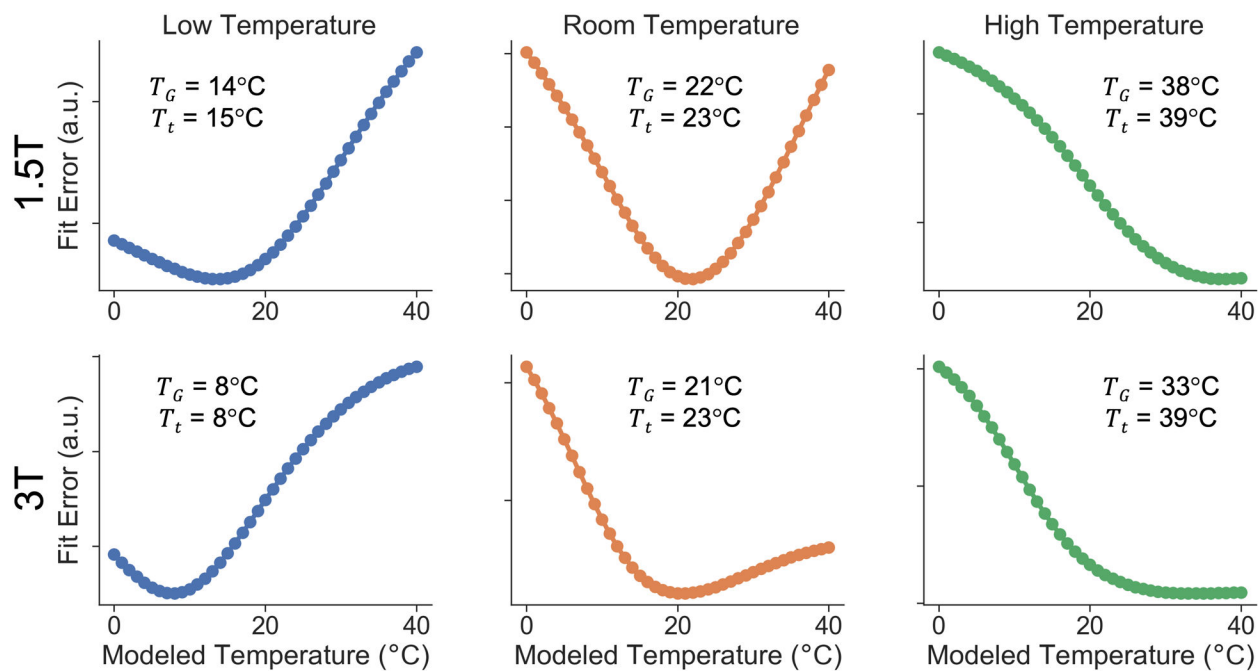 Low Temperature
Room Temperature
High Temperature
1.5T
Fit Error (a.u.)
T_G = 14°C
T_t = 15°C
T_G = 22°C
T_t = 23°C
T_G = 38°C
T_t = 39°C
0 20 40
0 20 40
0 20 40
3T
Fit Error (a.u.)
T_G = 8°C
T_t = 8°C
T_G = 21°C
T_t = 23°C
T_G = 33°C
T_t = 39°C
0 20 40
0 20 40
0 20 40
Modeled Temperature (°C)
Modeled Temperature (°C)
Modeled Temperature (°C)